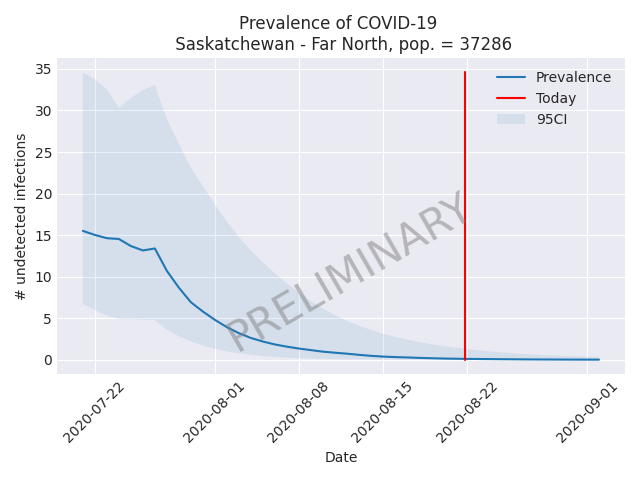 Prevalence of COVID-19
Saskatchewan - Far North, pop. = 37286
# undetected infections
35
30
25
20
15
10
5
0
Prevalence
Today
95CI
PRELIMINARY
2020-07-22
2020-08-01
2020-08-08
2020-08-15
2020-08-22
2020-09-01
Date